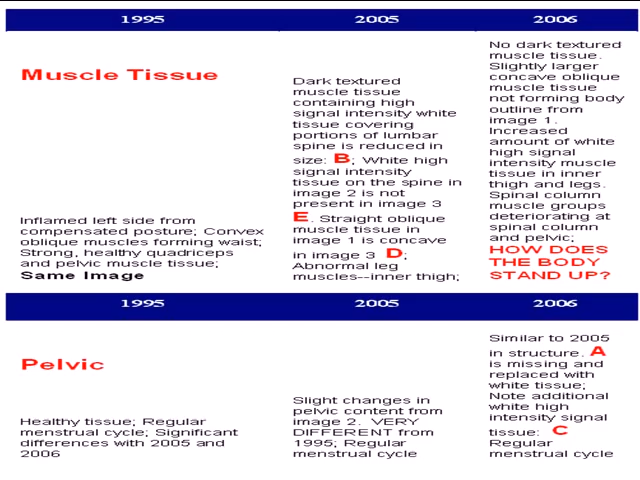 1995 2005 2006
Muscle Tissue
Inflamed left side from
compensated posture; Convex
oblique muscles forming waist;
Strong, healthy quadriceps
and pelvic muscle tissue;
Same Image
Dark textured
muscle tissue
containing high
signal intensity white
tissue covering
portions of lumbar
spine is reduced in
size: B; White high
signal intensity
tissue on the spine in
image 2 is not
present in image 3
E. Straight oblique
muscle tissue in
image 1 is concave
in image 3 D;
Abnormal leg
muscles--inner thigh;
No dark textured
muscle tissue.
Slightly larger
concave oblique
muscle tissue
not forming body
outline from
image 1.
Increased
amount of white
high signal
intensity muscle
tissue in inner
thigh and legs.
Spinal column
muscle groups
deteriorating at
spinal column
and pelvic;
HOW DOES
THE BODY
STAND UP?
1995 2005 2006
Pelvic
Healthy tissue; Regular
menstrual cycle; Significant
differences with 2005 and
2006
Slight changes in
pelvic content from
image 2. VERY
DIFFERENT from
1995; Regular
menstrual cycle
Similar to 2005
in structure. A
is missing and
replaced with
white tissue;
Note additional
white high
intensity signal
tissue: C
Regular
menstrual cycle